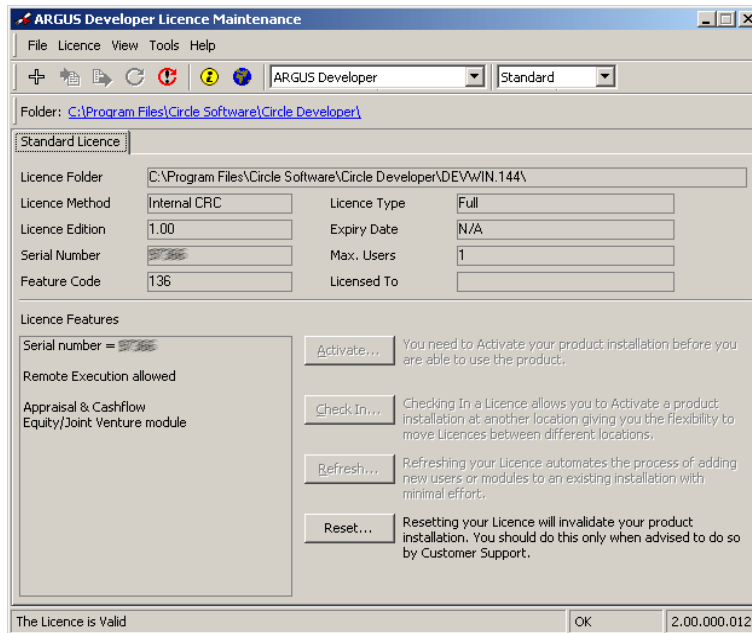 ARGUS Developer Licence Maintenance
File Licence View Tools Help
ARGUS Developer Standard
Folder: C:\Program Files\Circle Software\Circle Developer\
Standard Licence
Licence Folder C:\Program Files\Circle Software\Circle Developer\DEVWIN.144\
Licence Method Internal CRC Licence Type Full
Licence Edition 1.00 Expiry Date N/A
Serial Number Max. Users 1
Feature Code 136 Licensed To
Licence Features
Serial number =
Remote Execution allowed
Appraisal & Cashflow
Equity/Joint Venture module
Activate... You need to Activate your product installation before you
are able to use the product.
Check In... Checking In a Licence allows you to Activate a product
installation at another location giving you the flexibility to
move Licences between different locations.
Refresh... Refreshing your Licence automates the process of adding
new users or modules to an existing installation with
minimal effort.
Reset... Resetting your Licence will invalidate your product
installation. You should do this only when advised to do so
by Customer Support.
The Licence is Valid OK 2.00.000.012